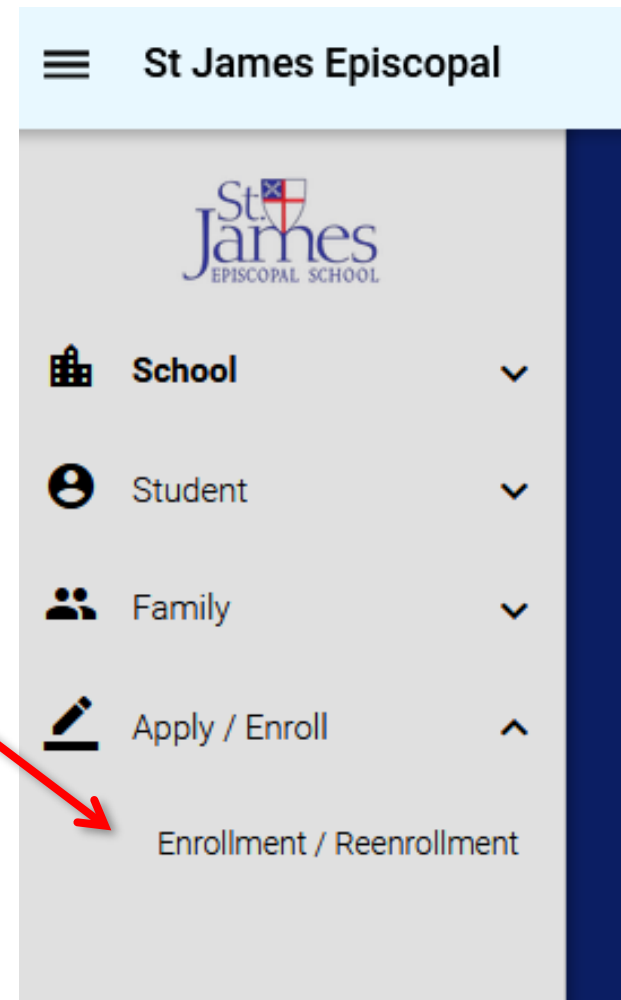 St James Episcopal
St.
James
EPISCOPAL SCHOOL
School
Student
Family
Apply / Enroll
Enrollment / Reenrollment